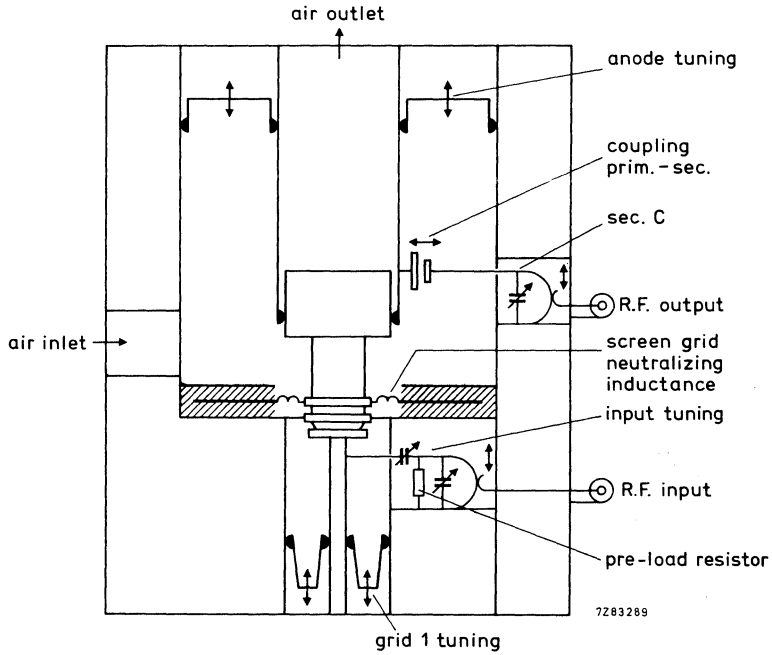 air outlet
anode tuning
coupling
prim.-sec.
sec. C
R.F. output
air inlet
screen grid
neutralizing
inductance
input tuning
R.F. input
pre-load resistor
7Z83289
grid 1 tuning